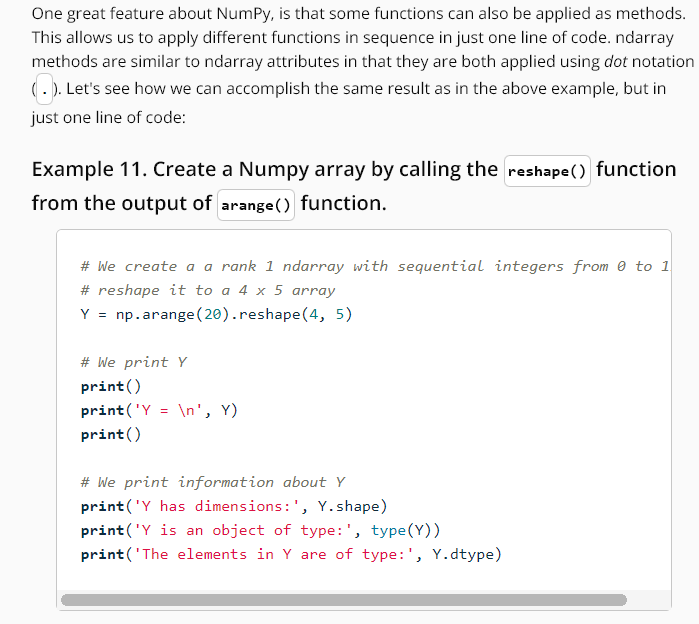 One great feature about NumPy, is that some functions can also be applied as methods.
This allows us to apply different functions in sequence in just one line of code. ndarray
methods are similar to ndarray attributes in that they are both applied using dot notation
( . ). Let's see how we can accomplish the same result as in the above example, but in
just one line of code:
Example 11. Create a Numpy array by calling the reshape() function
from the output of arange() function.
# We create a a rank 1 ndarray with sequential integers from 0 to 1
# reshape it to a 4 x 5 array
Y = np.arange(20).reshape(4, 5)
# We print Y
print()
print('Y = \n', Y)
print()
# We print information about Y
print('Y has dimensions:', Y.shape)
print('Y is an object of type:', type(Y))
print('The elements in Y are of type:', Y.dtype)